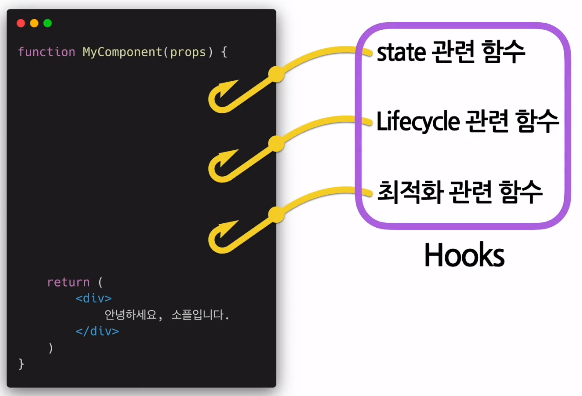 function MyComponent(props) {
state 관련 함수
Lifecycle 관련 함수
최적화 관련 함수
Hooks
return (
<div>
안녕하세요, 소플입니다.
</div>
)
}